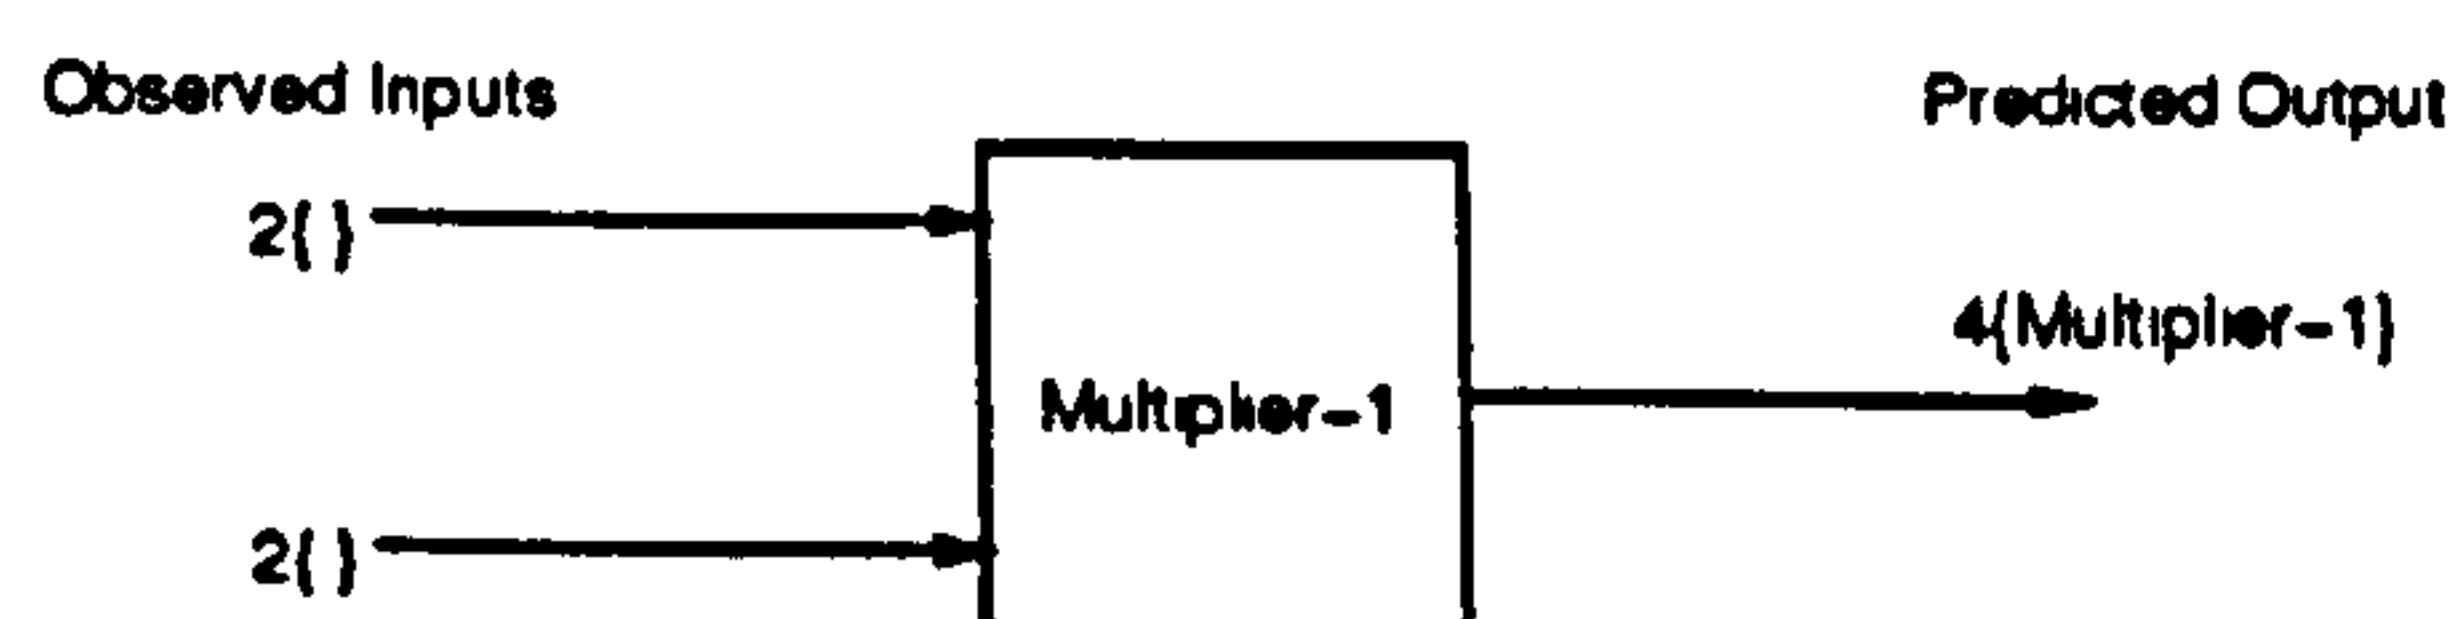 Observed Inputs
Predicted Output
2{ }
4{Multiplier-1}
Multiplier-1
2{ }